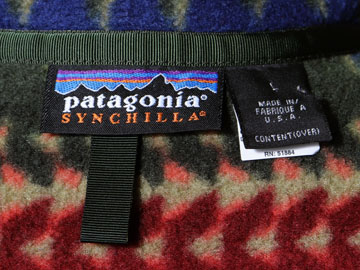 patagonia®
SYNCHILLA®
L
MADE IN/
FABRIQUE A
U.S.A.
CONTENT(OVER)
RN: 51884